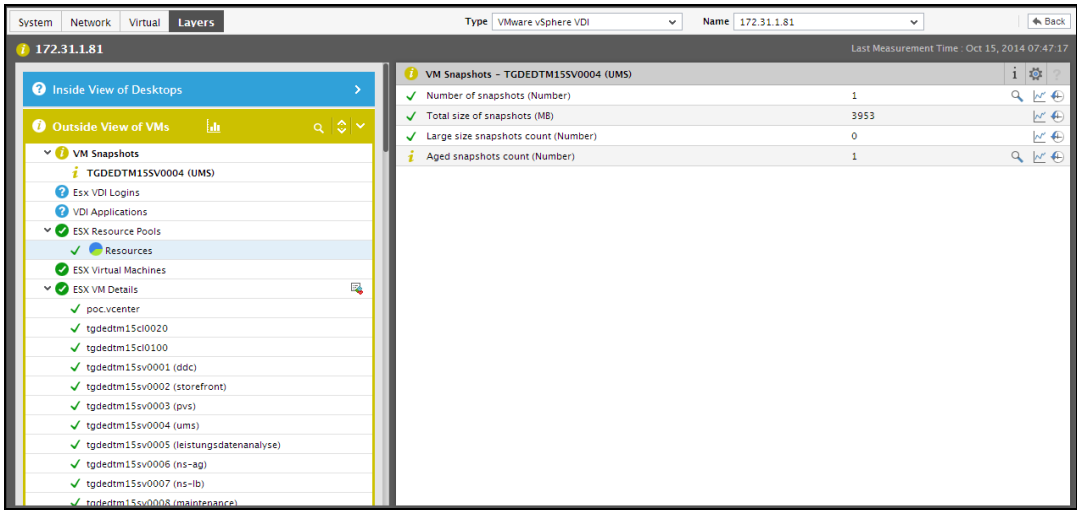 System Network Virtual Layers Type VMware vSphere VDI Name 172.31.1.81 Back
172.31.1.81 Last Measurement Time : Oct 15, 2014 07:47:17
Inside View of Desktops
Outside View of VMs
VM Snapshots
TGDEDTM15SV0004 (UMS)
Esx VDI Logins
VDI Applications
ESX Resource Pools
Resources
ESX Virtual Machines
ESX VM Details
poc.vcenter
tgdedtm15cl0020
tgdedtm15cl0100
tgdedtm15sv0001 (ddc)
tgdedtm15sv0002 (storefront)
tgdedtm15sv0003 (pvs)
tgdedtm15sv0004 (ums)
tgdedtm15sv0005 (leistungsdatenanalyse)
tgdedtm15sv0006 (ns-ag)
tgdedtm15sv0007 (ns-lb)
tgdedtm15sv0008 (maintenance)
VM Snapshots - TGDEDTM15SV0004 (UMS)
Number of snapshots (Number) 1
Total size of snapshots (MB) 3953
Large size snapshots count (Number) 0
Aged snapshots count (Number) 1